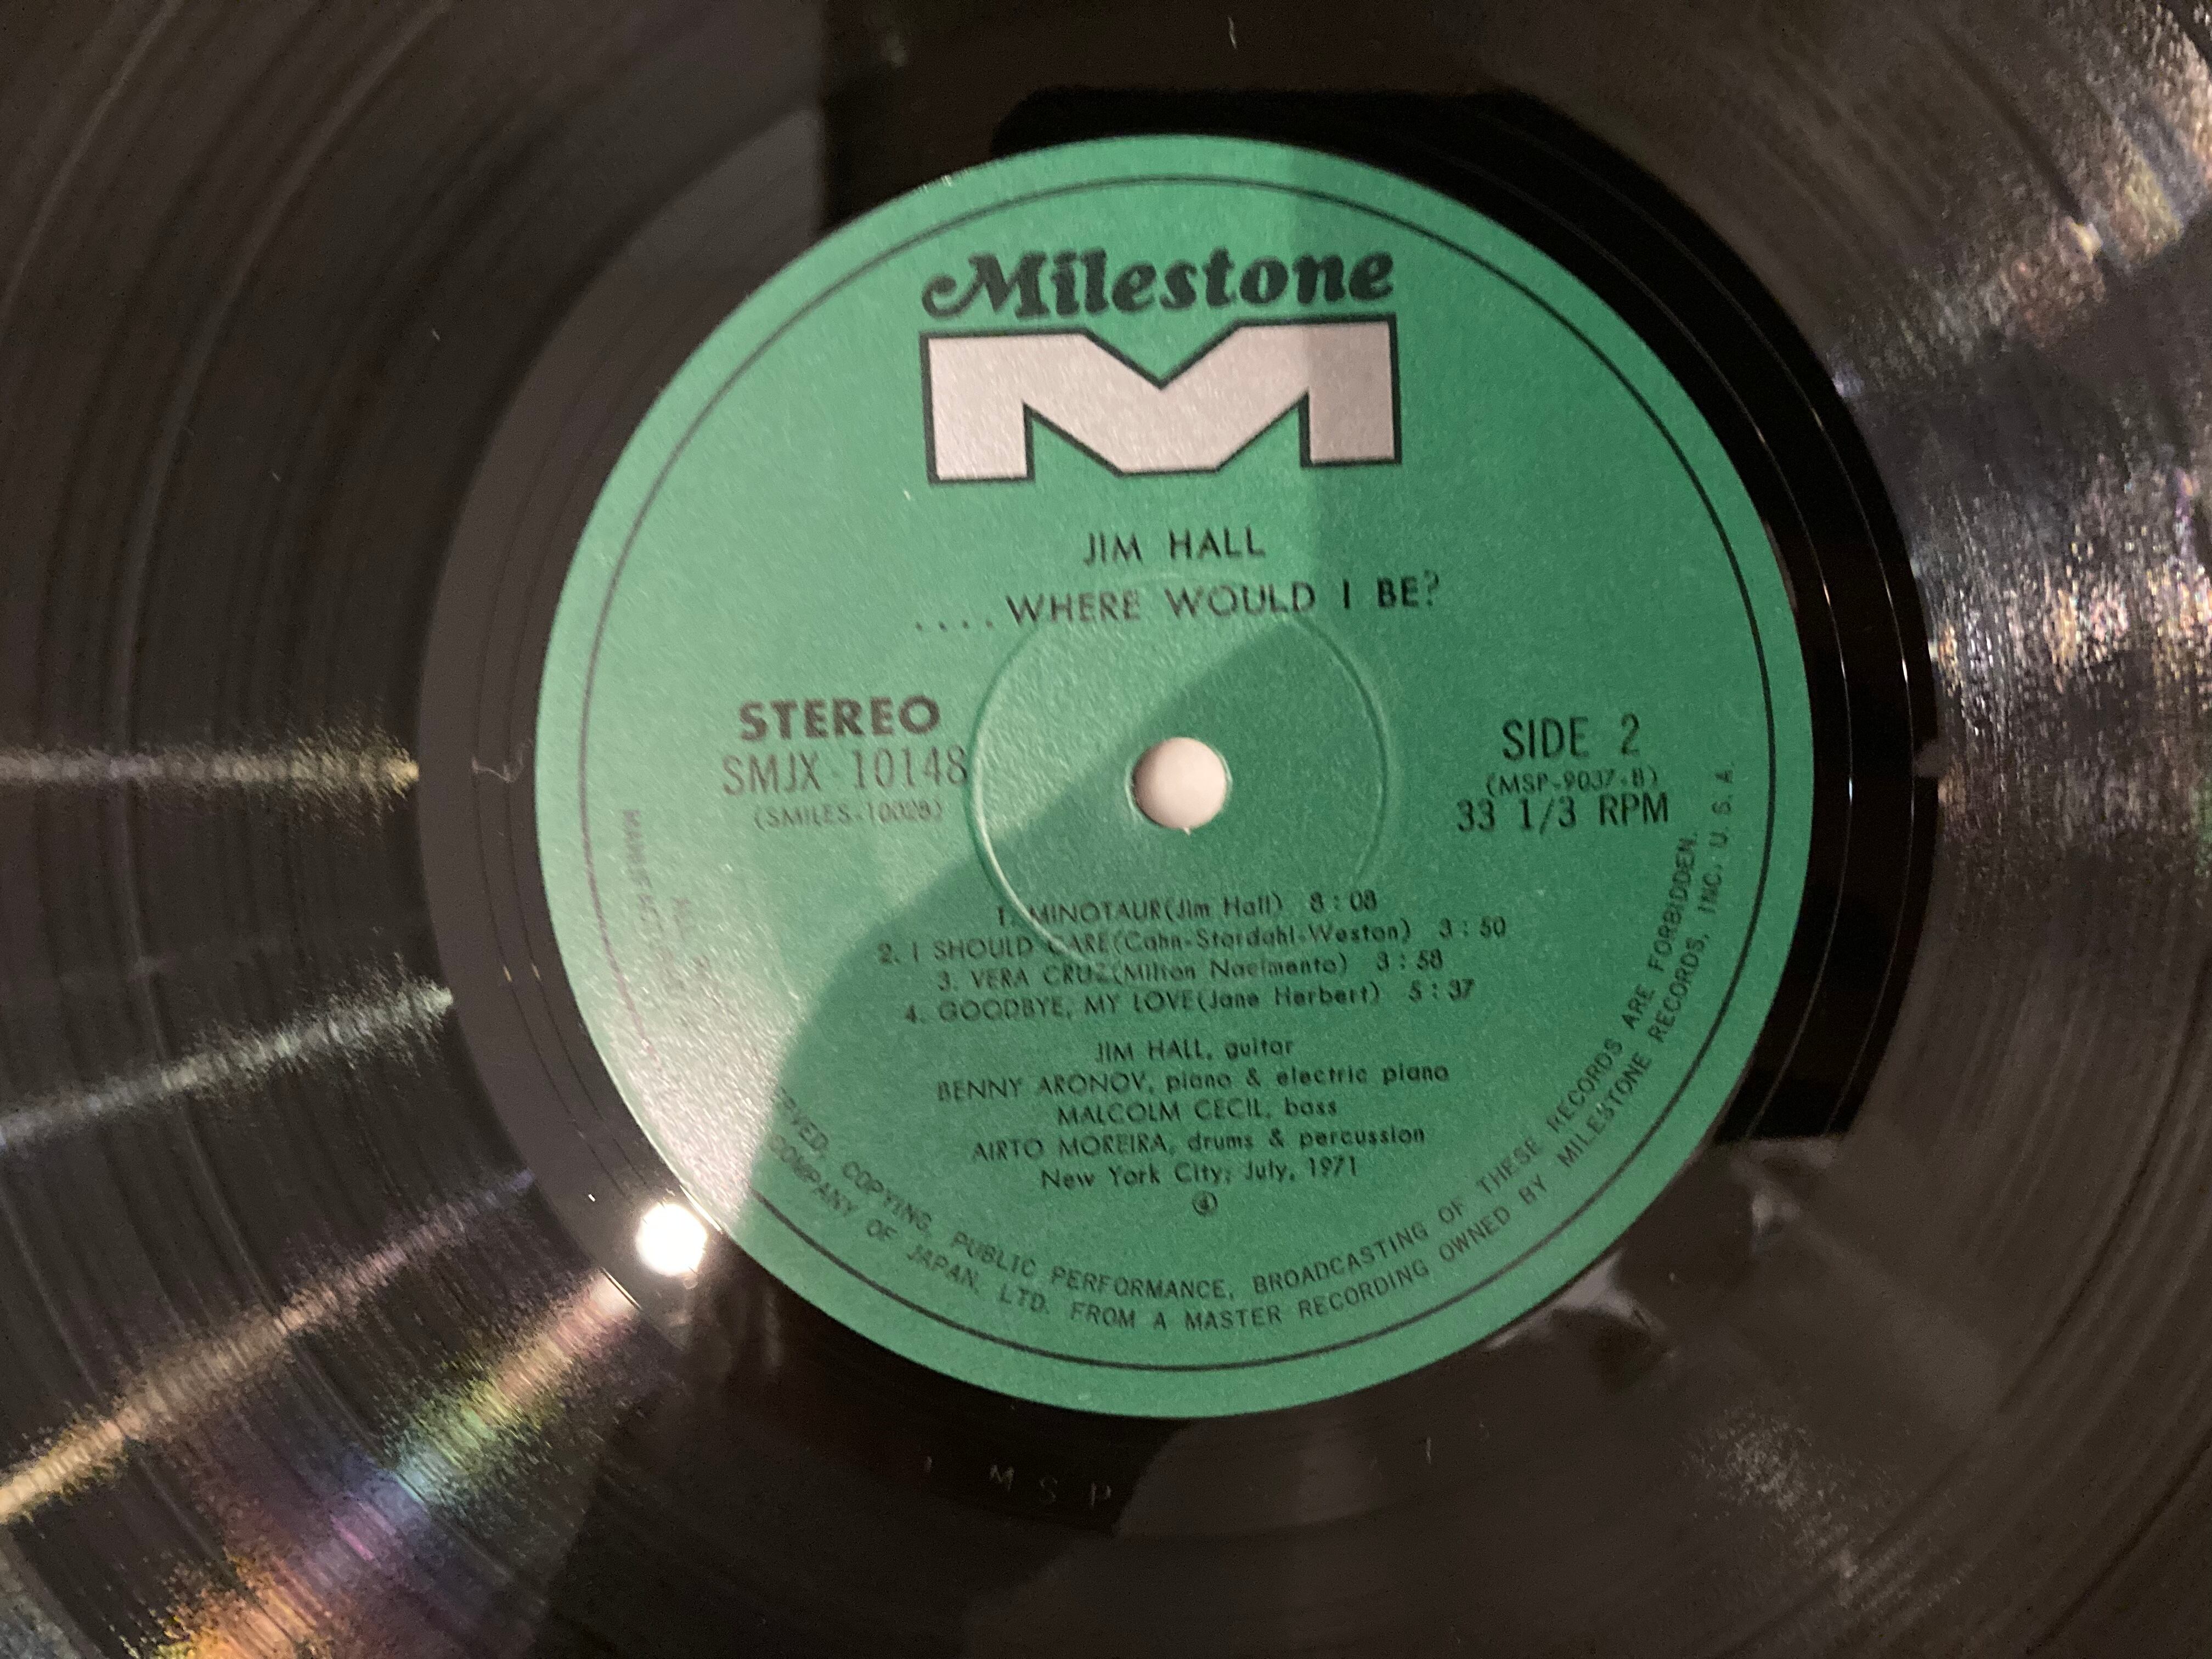 Milestone
JIM HALL
....WHERE WOULD I BE?
STEREO
SMJX-10148
(SMILES-10028)
SIDE 2
(MSP-9037-B)
33 1/3 RPM
1. MINOTAUR(Jim Hall) 8:08
2. I SHOULD CARE(Cahn-Stordahl-Weston) 3:50
3. VERA CRUZ(Milton Nacimento) 3:58
4. GOODBYE, MY LOVE(Jane Herbert) 5:37
JIM HALL, guitar
BENNY ARONOV, piano & electric piano
MALCOLM CECIL, bass
AIRTO MOREIRA, drums & percussion
New York City; July, 1971
COPYING, PUBLIC PERFORMANCE, BROADCASTING OF THESE RECORDS ARE FORBIDDEN.
COMPANY OF JAPAN, LTD. FROM A MASTER RECORDING OWNED BY MILESTONE RECORDS, INC. U.S.A.
M S P